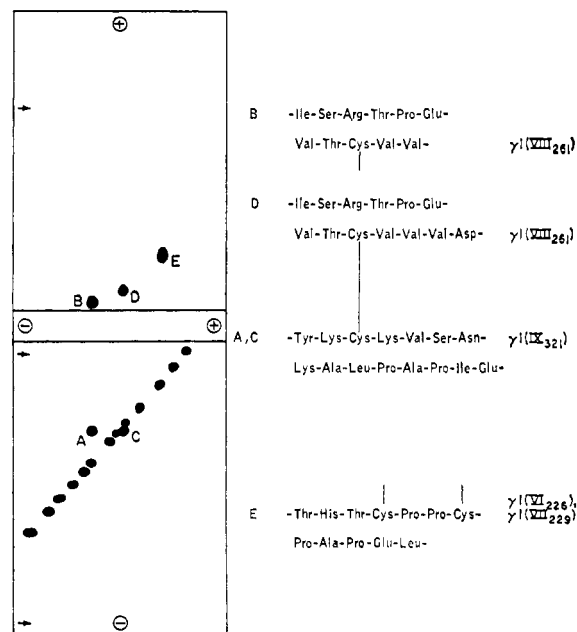 ⊕
B -Ile-Ser-Arg-Thr-Pro-Glu-
Val-Thr-Cys-Val-Val- γ1(VIII261)
D -Ile-Ser-Arg-Thr-Pro-Glu-
Val-Thr-Cys-Val-Val-Val-Asp- γ1(VIII261)
E
D
B
⊖ ⊕
A,C -Tyr-Lys-Cys-Lys-Val-Ser-Asn- γ1(IX321)
Lys-Ala-Leu-Pro-Ala-Pro-Ile-Glu-
A C
γ1(VI226),
E -Thr-His-Thr-Cys-Pro-Pro-Cys- γ1(VII229)
Pro-Ala-Pro-Glu-Leu-
⊖